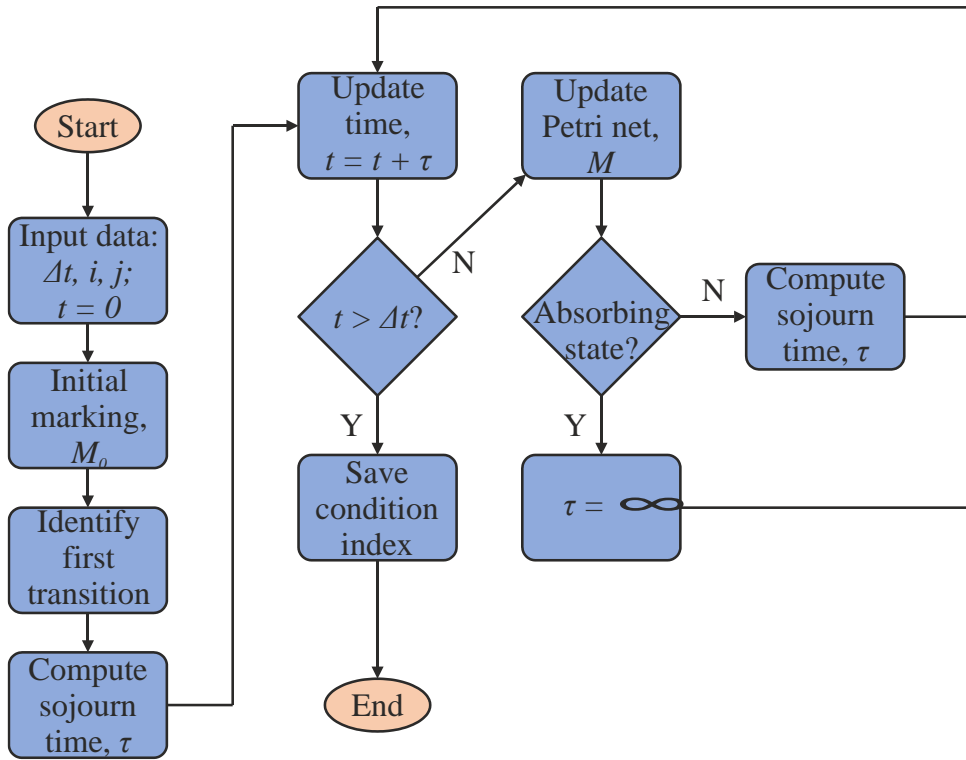 Start
Input data:
Δt, i, j;
t = 0
Initial
marking,
M₀
Identify
first
transition
Compute
sojourn
time, τ
Update
time,
t = t + τ
t > Δt?
N
Y
Save
condition
index
End
Update
Petri net,
M
Absorbing
state?
N
Y
Compute
sojourn
time, τ
τ = ∞